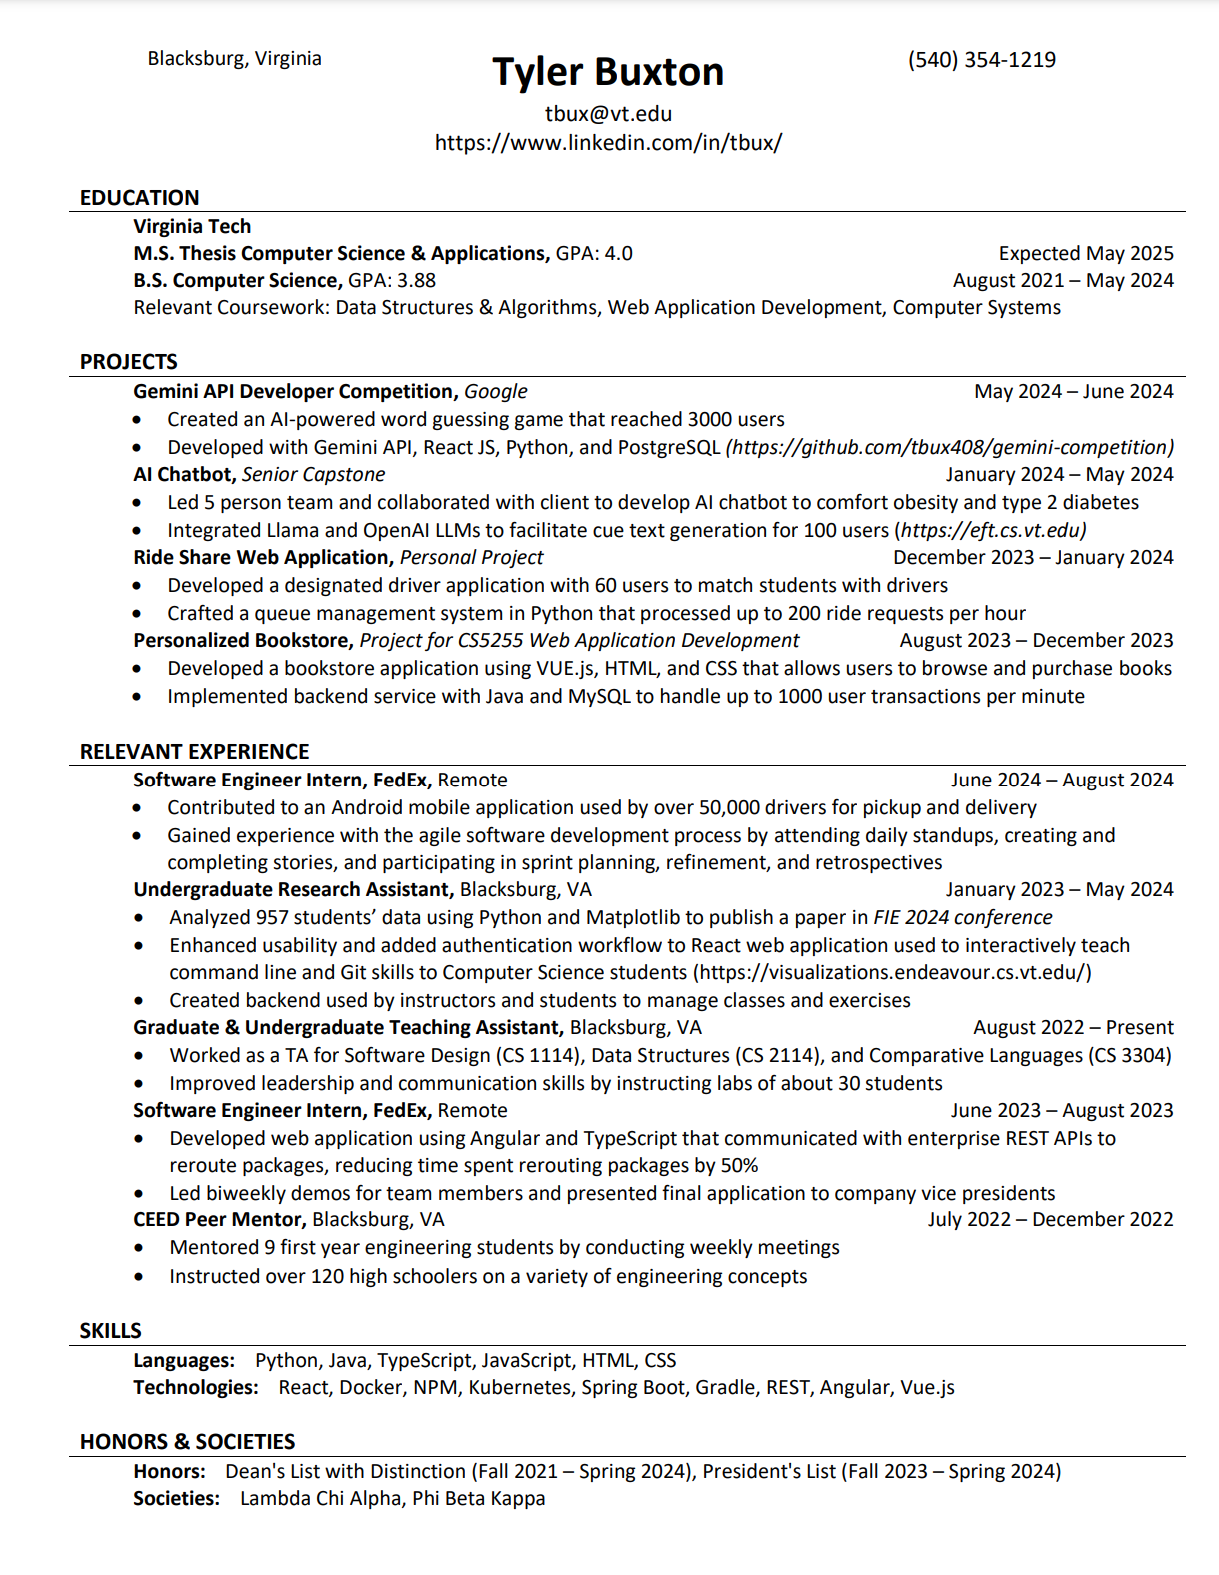 Blacksburg, Virginia
Tyler Buxton
(540) 354-1219
tbux@vt.edu
https://www.linkedin.com/in/tbux/
EDUCATION
Virginia Tech
M.S. Thesis Computer Science & Applications, GPA: 4.0 Expected May 2025
B.S. Computer Science, GPA: 3.88 August 2021 – May 2024
Relevant Coursework: Data Structures & Algorithms, Web Application Development, Computer Systems
PROJECTS
Gemini API Developer Competition, Google May 2024 – June 2024
• Created an AI-powered word guessing game that reached 3000 users
• Developed with Gemini API, React JS, Python, and PostgreSQL (https://github.com/tbux408/gemini-competition)
AI Chatbot, Senior Capstone January 2024 – May 2024
• Led 5 person team and collaborated with client to develop AI chatbot to comfort obesity and type 2 diabetes
• Integrated Llama and OpenAI LLMs to facilitate cue text generation for 100 users (https://eft.cs.vt.edu)
Ride Share Web Application, Personal Project December 2023 – January 2024
• Developed a designated driver application with 60 users to match students with drivers
• Crafted a queue management system in Python that processed up to 200 ride requests per hour
Personalized Bookstore, Project for CS5255 Web Application Development August 2023 – December 2023
• Developed a bookstore application using VUE.js, HTML, and CSS that allows users to browse and purchase books
• Implemented backend service with Java and MySQL to handle up to 1000 user transactions per minute
RELEVANT EXPERIENCE
Software Engineer Intern, FedEx, Remote June 2024 – August 2024
• Contributed to an Android mobile application used by over 50,000 drivers for pickup and delivery
• Gained experience with the agile software development process by attending daily standups, creating and
completing stories, and participating in sprint planning, refinement, and retrospectives
Undergraduate Research Assistant, Blacksburg, VA January 2023 – May 2024
• Analyzed 957 students’ data using Python and Matplotlib to publish a paper in FIE 2024 conference
• Enhanced usability and added authentication workflow to React web application used to interactively teach
command line and Git skills to Computer Science students (https://visualizations.endeavour.cs.vt.edu/)
• Created backend used by instructors and students to manage classes and exercises
Graduate & Undergraduate Teaching Assistant, Blacksburg, VA August 2022 – Present
• Worked as a TA for Software Design (CS 1114), Data Structures (CS 2114), and Comparative Languages (CS 3304)
• Improved leadership and communication skills by instructing labs of about 30 students
Software Engineer Intern, FedEx, Remote June 2023 – August 2023
• Developed web application using Angular and TypeScript that communicated with enterprise REST APIs to
reroute packages, reducing time spent rerouting packages by 50%
• Led biweekly demos for team members and presented final application to company vice presidents
CEED Peer Mentor, Blacksburg, VA July 2022 – December 2022
• Mentored 9 first year engineering students by conducting weekly meetings
• Instructed over 120 high schoolers on a variety of engineering concepts
SKILLS
Languages: Python, Java, TypeScript, JavaScript, HTML, CSS
Technologies: React, Docker, NPM, Kubernetes, Spring Boot, Gradle, REST, Angular, Vue.js
HONORS & SOCIETIES
Honors: Dean's List with Distinction (Fall 2021 – Spring 2024), President's List (Fall 2023 – Spring 2024)
Societies: Lambda Chi Alpha, Phi Beta Kappa